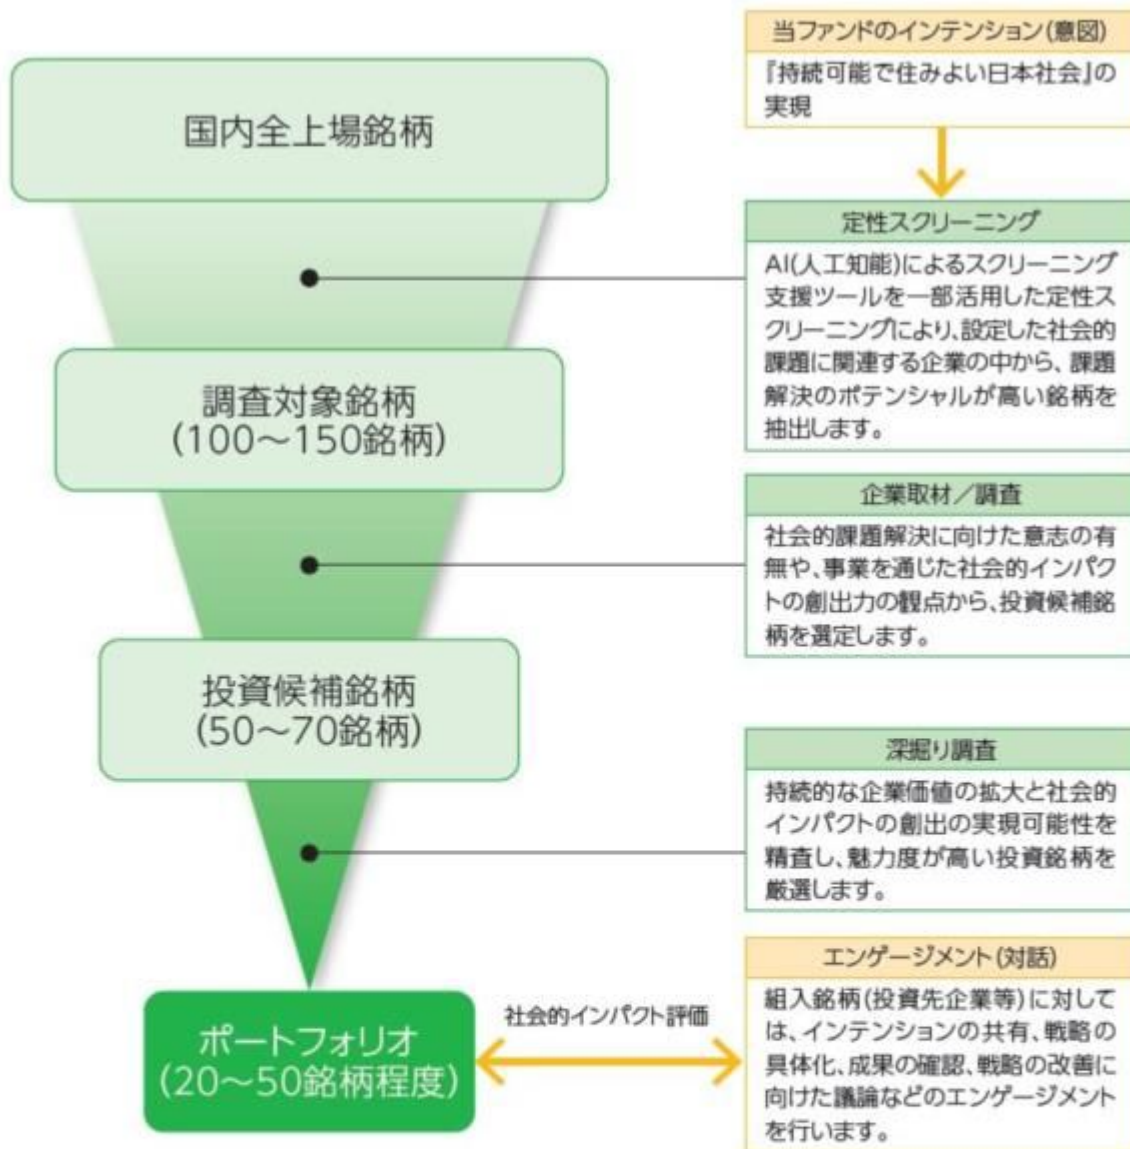 国内全上場銘柄
調査対象銘柄
(100～150銘柄)
投資候補銘柄
(50～70銘柄)
ポートフォリオ
(20～50銘柄程度)
社会的インパクト評価
当ファンドのインテンション(意図)
『持続可能で住みよい日本社会』の
実現
定性スクリーニング
AI(人工知能)によるスクリーニング
支援ツールを一部活用した定性ス
クリーニングにより、設定した社会的
課題に関連する企業の中から、課題
解決のポテンシャルが高い銘柄を
抽出します。
企業取材／調査
社会的課題解決に向けた意志の有
無や、事業を通じた社会的インパク
トの創出力の観点から、投資候補銘
柄を選定します。
深掘り調査
持続的な企業価値の拡大と社会的
インパクトの創出の実現可能性を
精査し、魅力度が高い投資銘柄を
厳選します。
エンゲージメント(対話)
組入銘柄(投資先企業等)に対して
は、インテンションの共有、戦略の
具体化、成果の確認、戦略の改善に
向けた議論などのエンゲージメント
を行います。